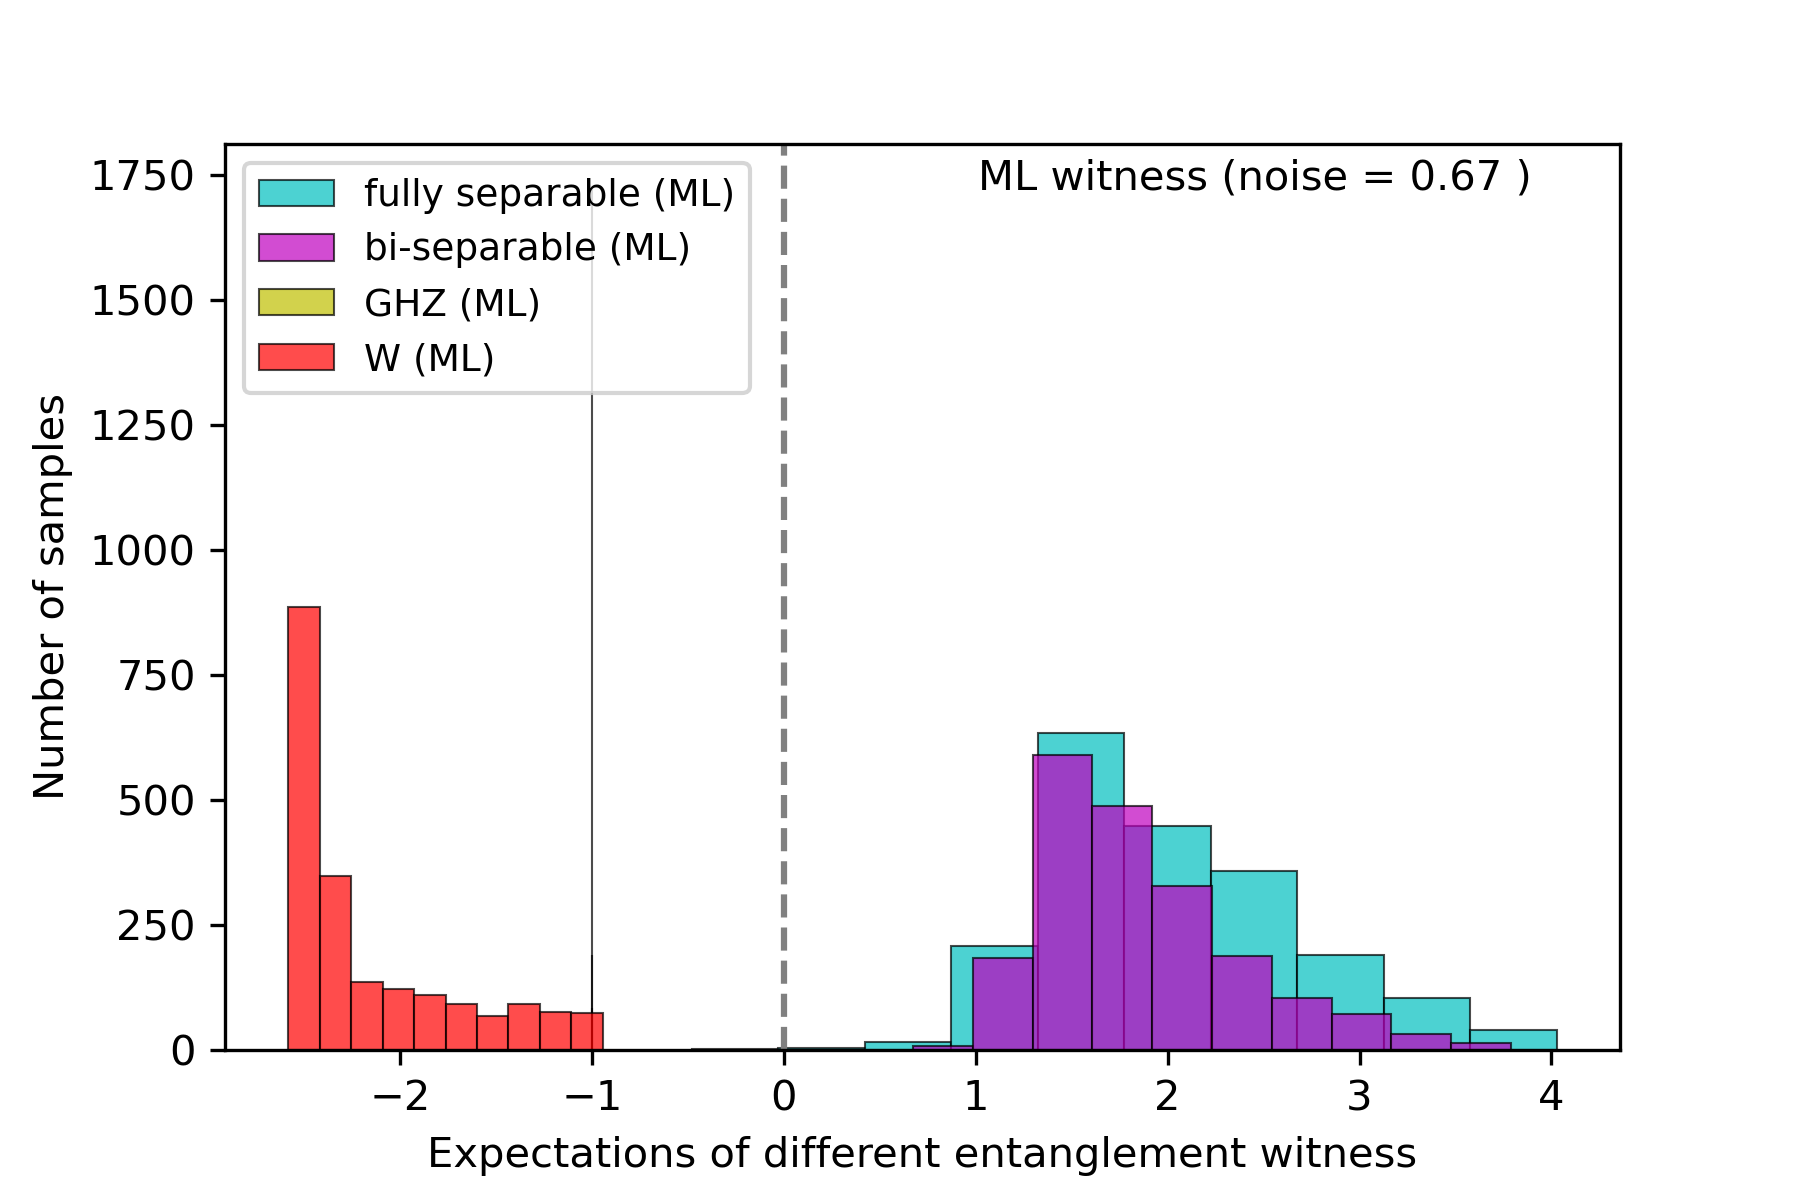 ML witness (noise = 0.67 )
fully separable (ML)
bi-separable (ML)
GHZ (ML)
W (ML)
Number of samples
1750
1500
1250
1000
750
500
250
0
−2 −1 0 1 2 3 4
Expectations of different entanglement witness